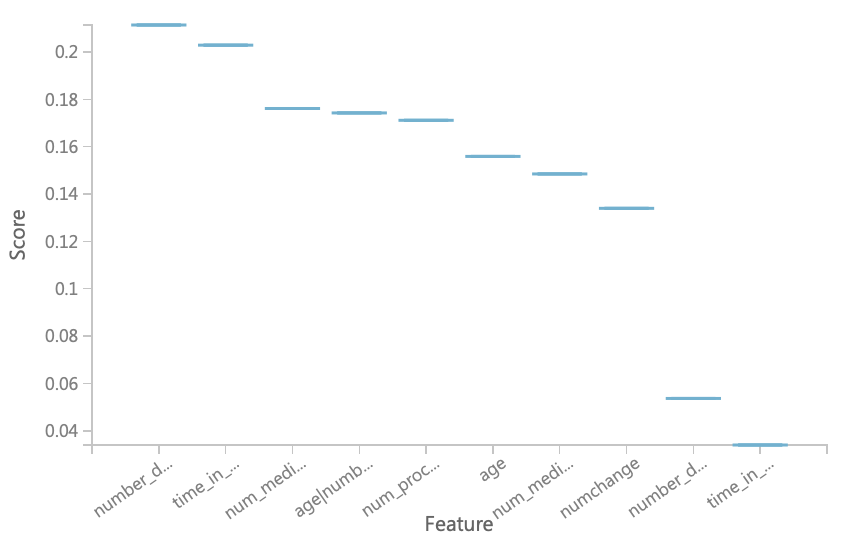 0.2
0.18
0.16
0.14
0.12
0.1
0.08
0.06
0.04
Score
number_d...
time_in_...
num_medi...
age|numb...
num_proc...
age
num_medi...
numchange
number_d...
time_in_...
Feature